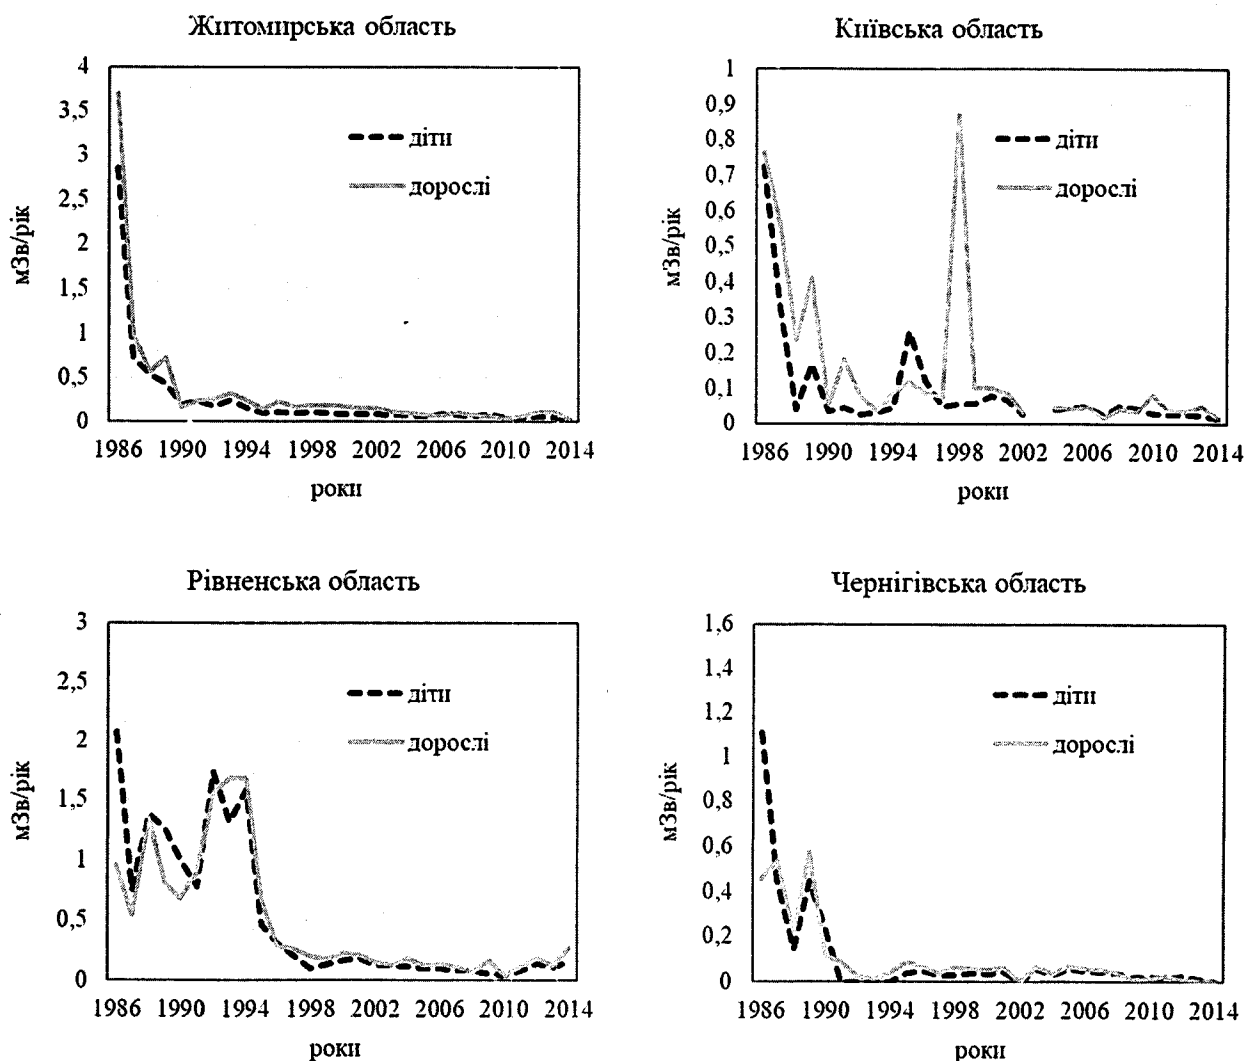 Житомирська область
4
3,5
3
2,5
2
1,5
1
0,5
0
мЗв/рік
діти
дорослі
1986 1990 1994 1998 2002 2006 2010 2014
роки
Київська область
1
0,9
0,8
0,7
0,6
0,5
0,4
0,3
0,2
0,1
0
мЗв/рік
діти
дорослі
1986 1990 1994 1998 2002 2006 2010 2014
роки
Рівненська область
3
2,5
2
1,5
1
0,5
0
мЗв/рік
діти
дорослі
1986 1990 1994 1998 2002 2006 2010 2014
роки
Чернігівська область
1,6
1,4
1,2
1
0,8
0,6
0,4
0,2
0
мЗв/рік
діти
дорослі
1986 1990 1994 1998 2002 2006 2010 2014
роки